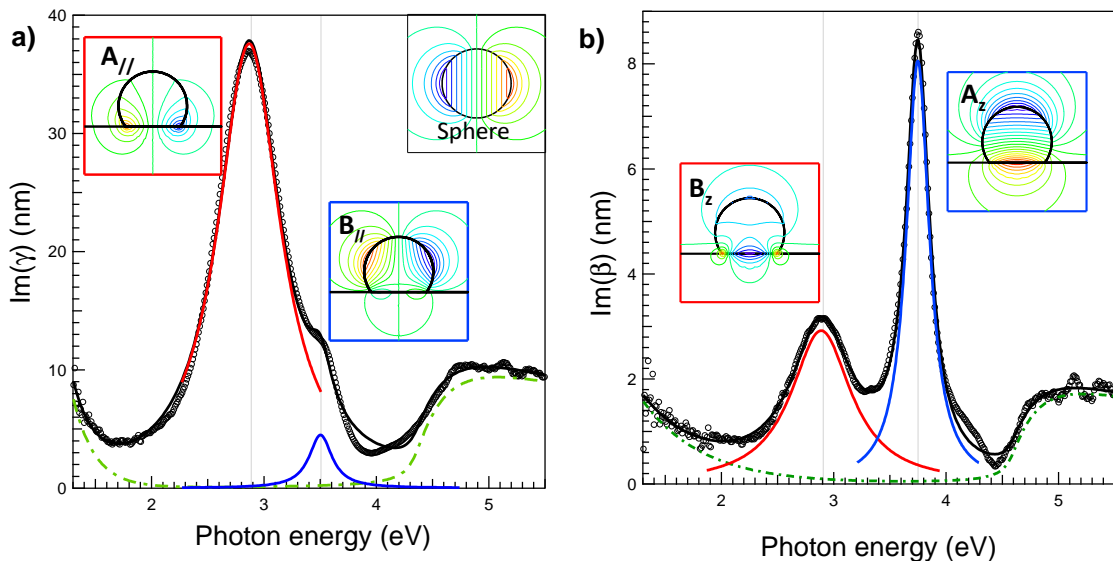 a)
A//
Sphere
B//
Im(γ) (nm)
40
30
20
10
0
2
3
4
5
Photon energy (eV)
b)
Az
Bz
Im(β) (nm)
8
6
4
2
0
2
3
4
5
Photon energy (eV)